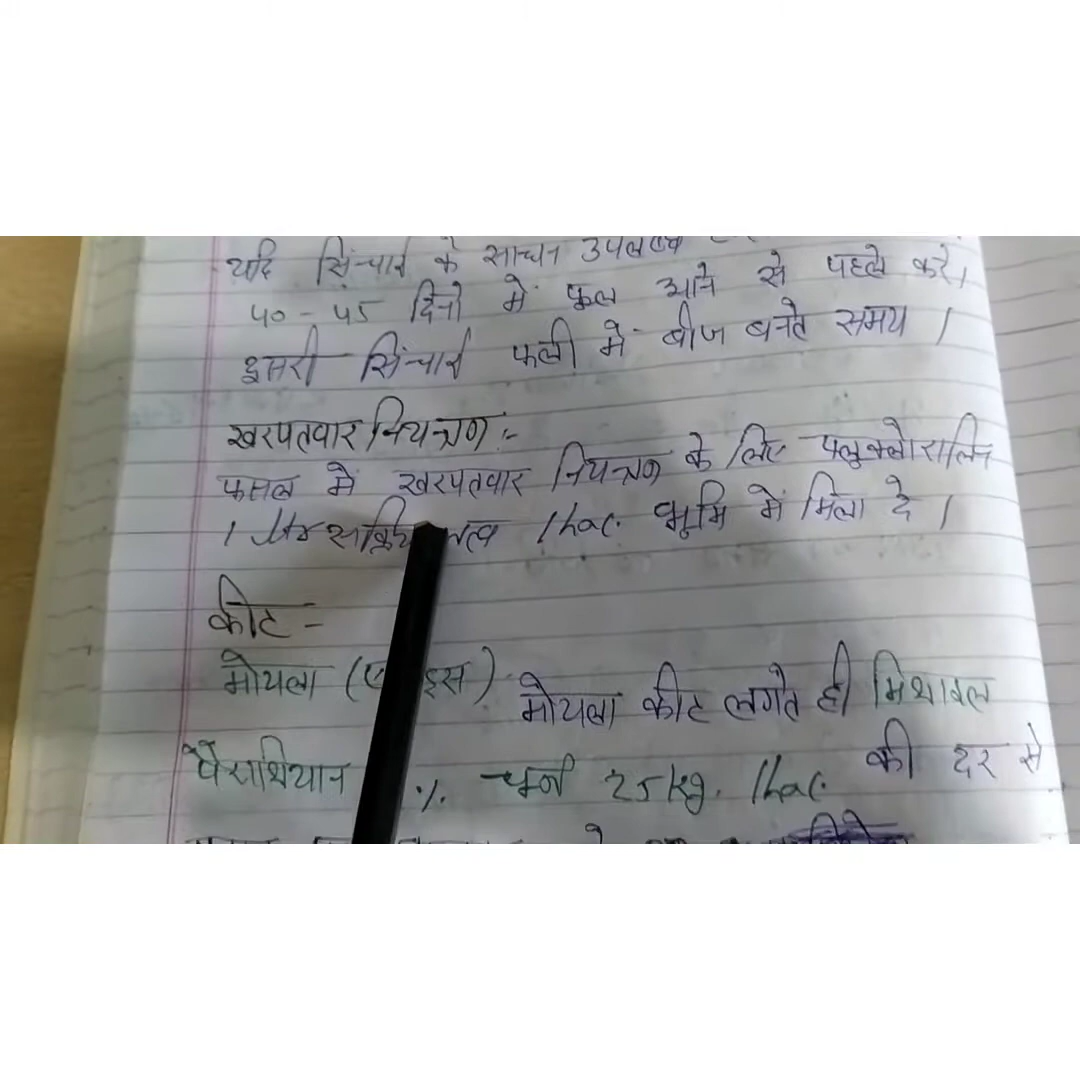 यदि सिंचाई के साधन उपलब्ध
40-45 दिनो में फूल आने से पहले करे।
दुसरी सिंचाई फली में बीज बनते समय।
खरपतवार नियन्त्रण :-
फसल में खरपतवार नियन्त्रण के लिए फ्लुक्लोरालिन
1 Ltr सक्रिय तत्व /hac. भूमि में मिला दे।
कीट -
मोयला
मोयला कीट लगते ही मिथाइल
पैराथियान %. चूर्ण 25kg. /hac. की दर से